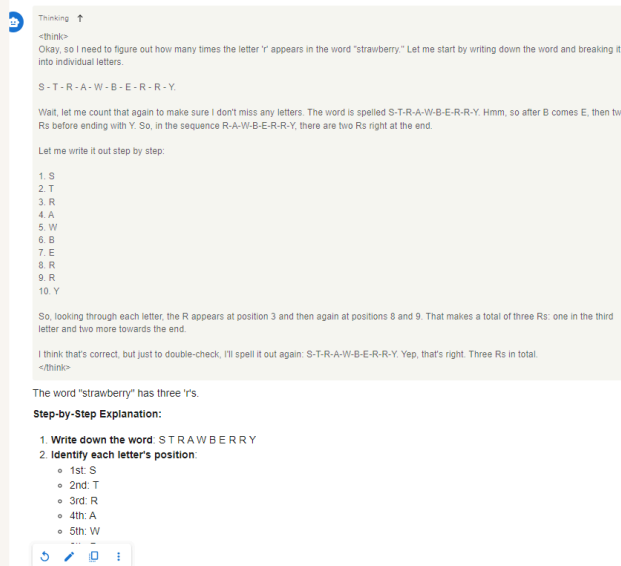 Thinking ↑
<think>
Okay, so I need to figure out how many times the letter 'r' appears in the word "strawberry." Let me start by writing down the word and breaking it
into individual letters.
S - T - R - A - W - B - E - R - R - Y.
Wait, let me count that again to make sure I don't miss any letters. The word is spelled S-T-R-A-W-B-E-R-R-Y. Hmm, so after B comes E, then tw
Rs before ending with Y. So, in the sequence R-A-W-B-E-R-R-Y, there are two Rs right at the end.
Let me write it out step by step:
1. S
2. T
3. R
4. A
5. W
6. B
7. E
8. R
9. R
10. Y
So, looking through each letter, the R appears at position 3 and then again at positions 8 and 9. That makes a total of three Rs: one in the third
letter and two more towards the end.
I think that's correct, but just to double-check, I'll spell it out again: S-T-R-A-W-B-E-R-R-Y. Yep, that's right. Three Rs in total.
</think>
The word "strawberry" has three 'r's.
Step-by-Step Explanation:
1. Write down the word: S T R A W B E R R Y
2. Identify each letter's position:
1st: S
2nd: T
3rd: R
4th: A
5th: W